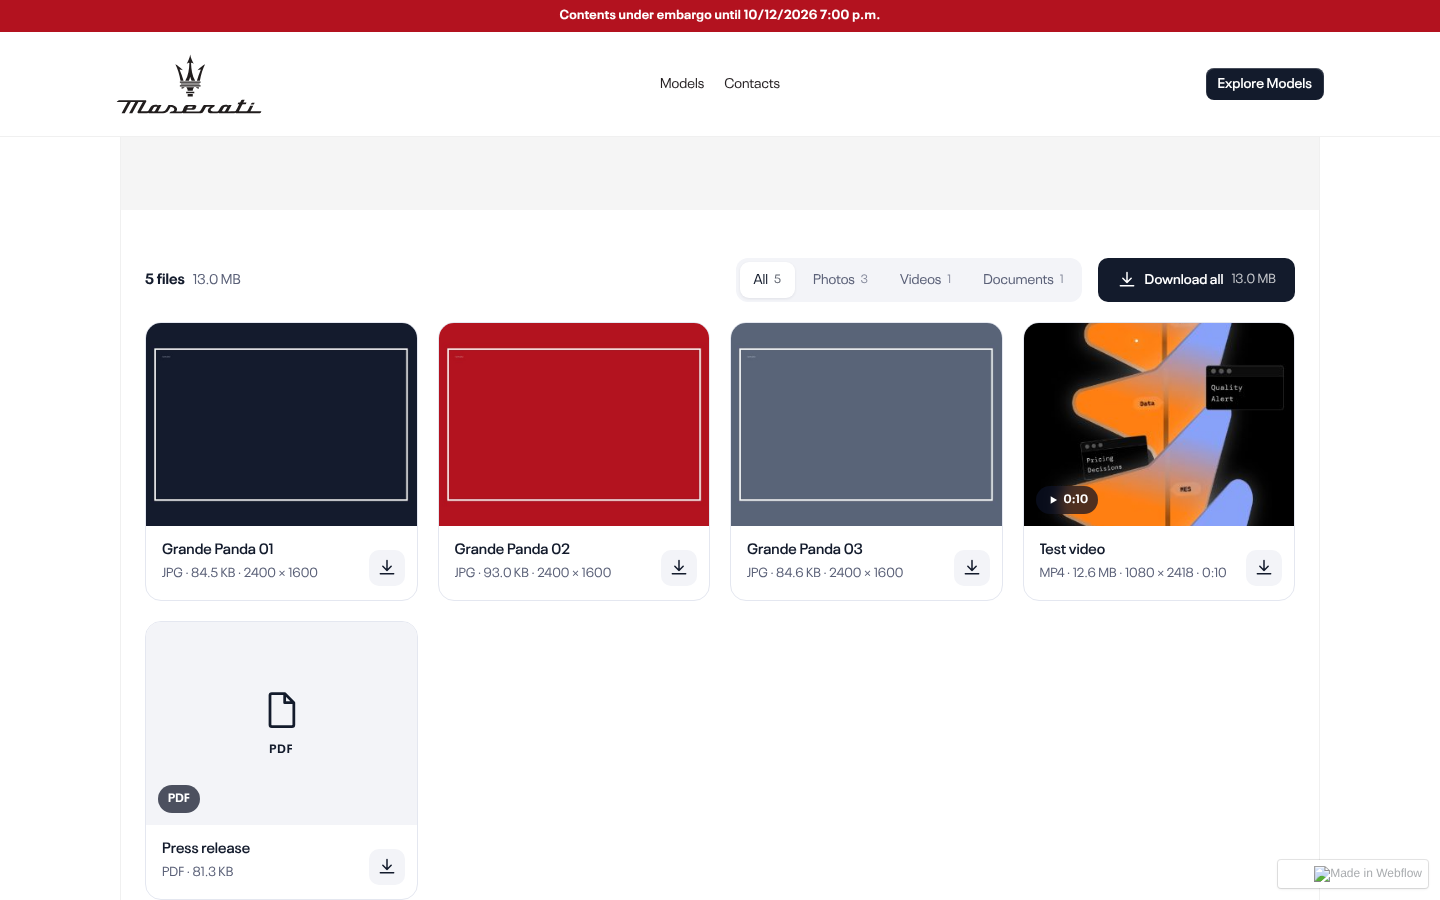 Contents under embargo until 10/12/2026 7:00 p.m.
Maserati
Models
Contacts
Explore Models
5 files 13.0 MB
All 5
Photos 3
Videos 1
Documents 1
Download all 13.0 MB
Quality
Alert
Data
Pricing
Decisions
MES
0:10
Grande Panda 01
JPG · 84.5 KB · 2400 × 1600
Grande Panda 02
JPG · 93.0 KB · 2400 × 1600
Grande Panda 03
JPG · 84.6 KB · 2400 × 1600
Test video
MP4 · 12.6 MB · 1080 × 2418 · 0:10
PDF
PDF
Press release
PDF · 81.3 KB
Made in Webflow